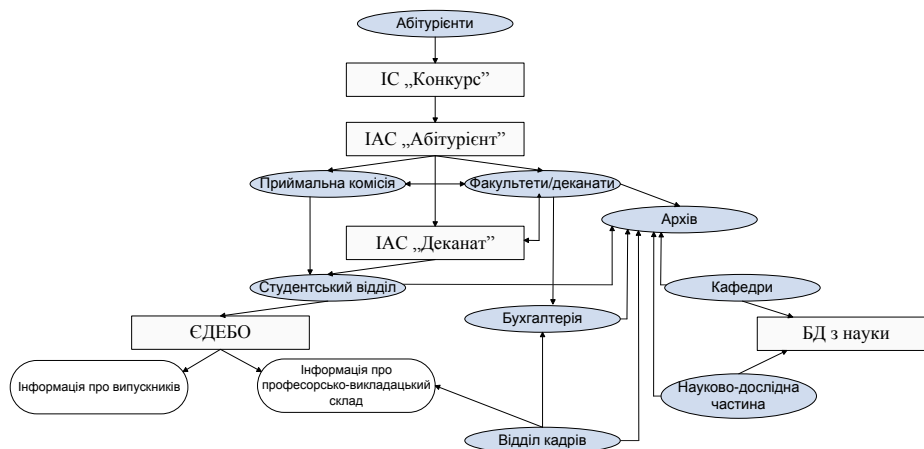 Абітурієнти
ІС „Конкурс”
ІАС „Абітурієнт”
Приймальна комісія
Факультети/деканати
Архів
ІАС „Деканат”
Студентський відділ
Кафедри
Бухгалтерія
ЄДЕБО
БД з науки
Інформація про випускників
Інформація про
професорсько-викладацький
склад
Науково-дослідна
частина
Відділ кадрів